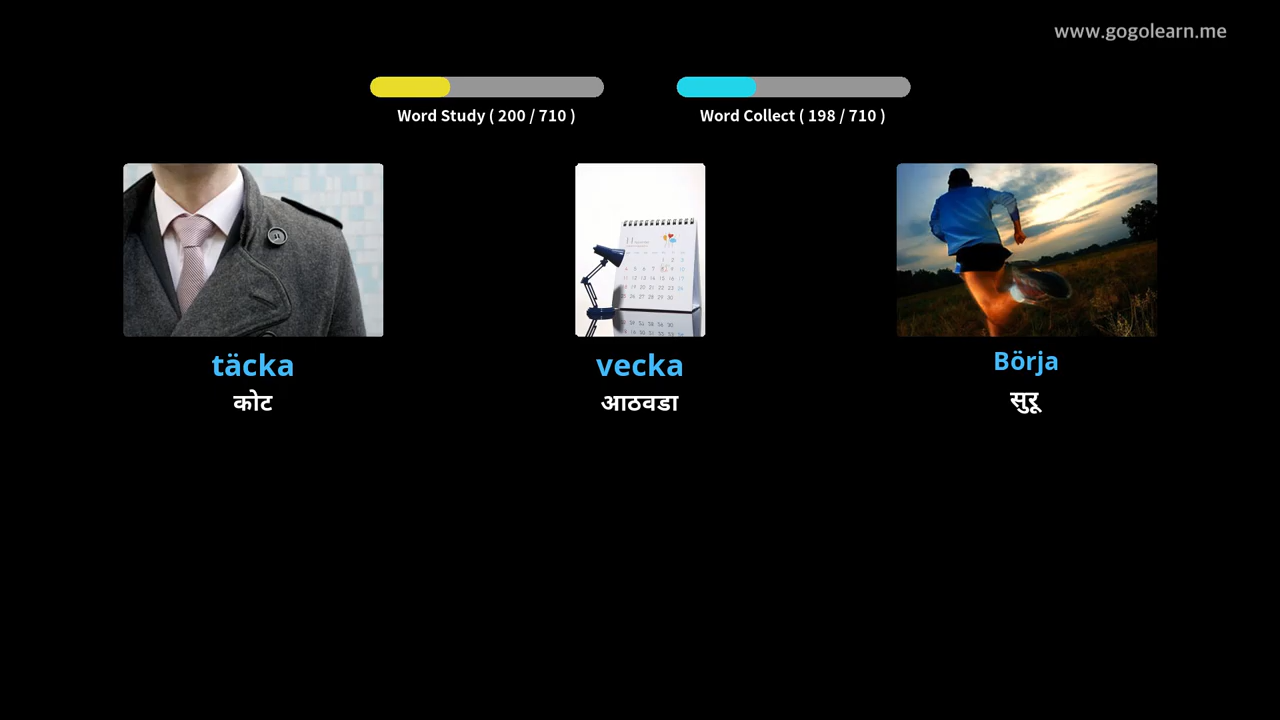 www.gogolearn.me
Word Study ( 200 / 710 )
Word Collect ( 198 / 710 )
täcka
कोट
vecka
आठवडा
Börja
सुरू